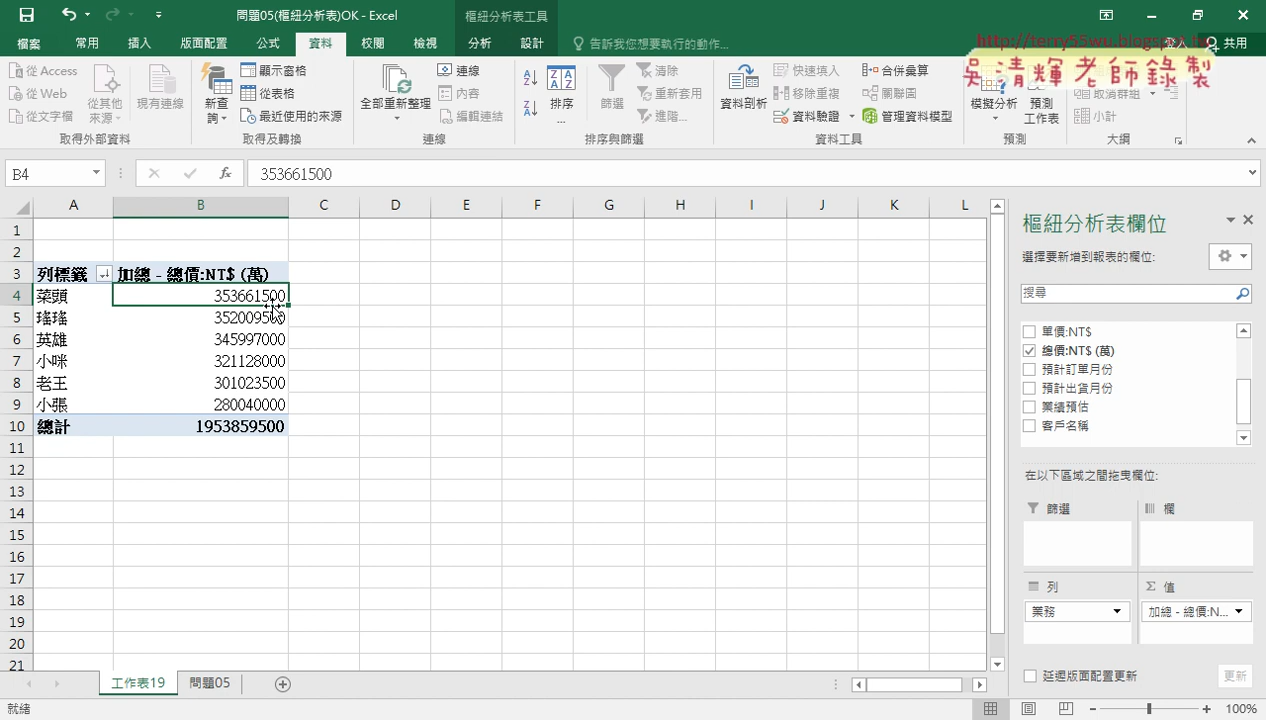 問題05(樞紐分析表)OK - Excel
樞紐分析表工具
檔案 常用 插入 版面配置 公式 資料 校閱 檢視 分析 設計 告訴我您想要執行的動作... 登入 共用
http://terry55wu.blogspot.tw
吳清輝老師錄製
從 Access
從 Web
從文字檔
從其他來源
現有連線
取得外部資料
新查詢
顯示查詢
從表格
最近使用的來源
取得及轉換
全部重新整理
連線
內容
編輯連結
連線
排序...
篩選
清除
重新套用
進階...
排序與篩選
資料剖析
快速填入
移除重複
資料驗證
合併彙算
關聯圖
管理資料模型
資料工具
模擬分析
預測工作表
預測
取消群組
小計
大綱
B4
fx
353661500
A B C D E F G H I J K L
1
2
3 列標籤 加總 - 總價:NT$ (萬)
4 菜頭 353661500
5 瑤瑤 352009500
6 英雄 345997000
7 小咪 321128000
8 老王 301023500
9 小張 280040000
10 總計 1953859500
11
12
13
14
15
16
17
18
19
20
21
樞紐分析表欄位
選擇要新增到報表的欄位:
搜尋
單價:NT$
總價:NT$ (萬)
預計訂單月份
預計出貨月份
業績預估
客戶名稱
在以下區域之間拖曳欄位:
篩選
欄
列
Σ 值
業務
加總 - 總價:N...
延遲版面配置更新
更新
工作表19 問題05
就緒
100%